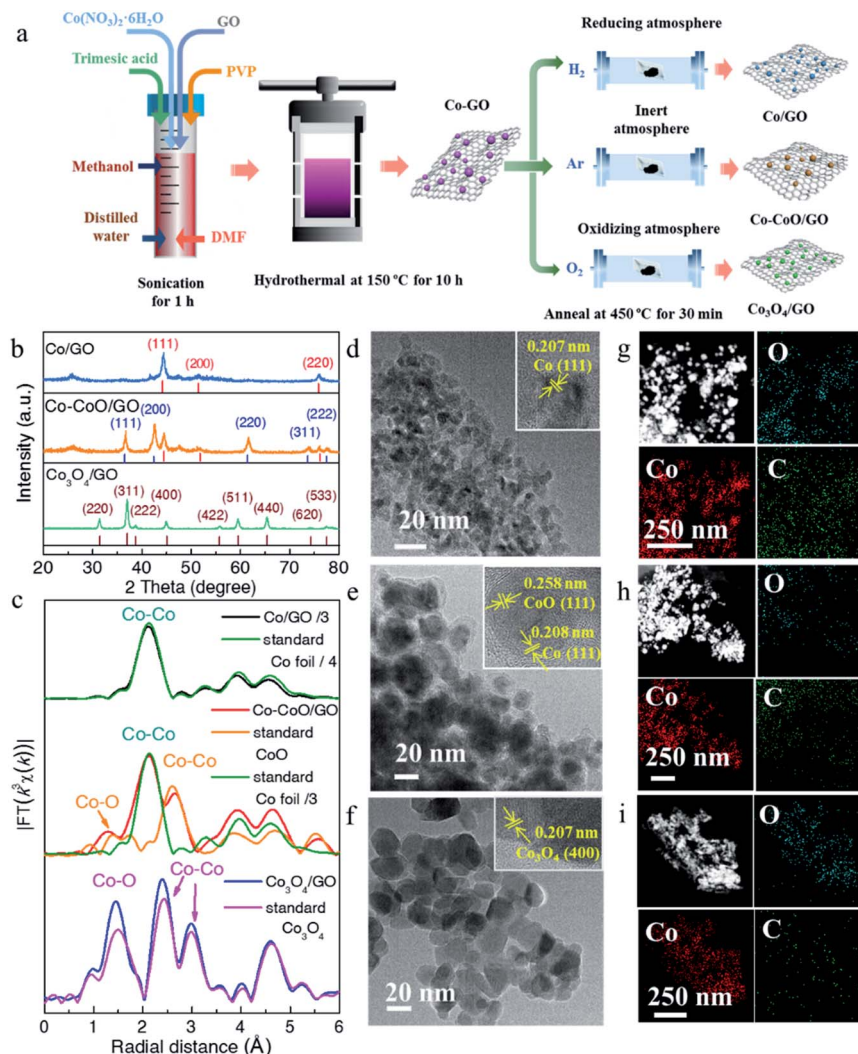 a
Co(NO₃)₂·6H₂O
GO
Trimesic acid
PVP
Methanol
Distilled
water
DMF
Sonication
for 1 h
Hydrothermal at 150 °C for 10 h
Co-GO
Reducing atmosphere
H₂
Co/GO
Inert
atmosphere
Ar
Co-CoO/GO
Oxidizing atmosphere
O₂
Co₃O₄/GO
Anneal at 450 °C for 30 min
b
Intensity (a.u.)
Co/GO
(111)
(200)
(220)
Co-CoO/GO
(111)
(200)
(220)
(311)
(222)
Co₃O₄/GO
(220)
(311)
(222)
(400)
(422)
(511)
(440)
(620)
(533)
20 30 40 50 60 70 80
2 Theta (degree)
c
|FT(k³χ(k))|
Co-Co
Co/GO /3
standard
Co foil / 4
Co-Co
Co-Co
Co-O
Co-CoO/GO
standard
CoO
standard
Co foil /3
Co-O
Co-Co
Co₃O₄/GO
standard
Co₃O₄
0 1 2 3 4 5 6
Radial distance (Å)
d
0.207 nm
Co (111)
20 nm
e
0.258 nm
CoO (111)
0.208 nm
Co (111)
20 nm
f
0.207 nm
Co₃O₄ (400)
20 nm
g
O
Co
C
250 nm
h
O
Co
C
250 nm
i
O
Co
C
250 nm